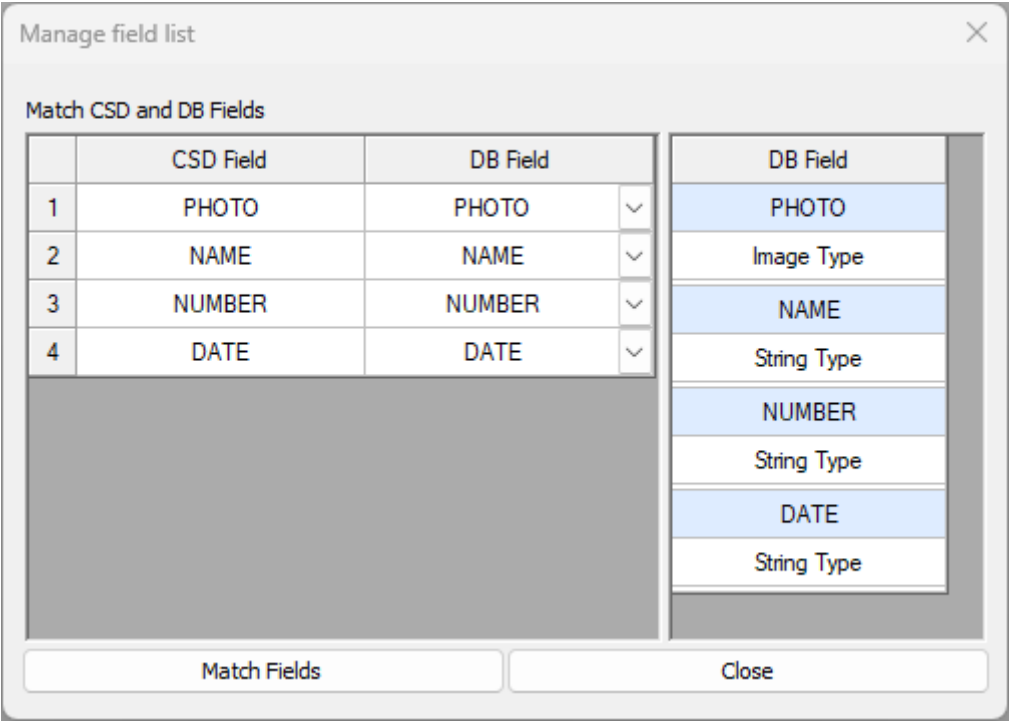 Manage field list
Match CSD and DB Fields
CSD Field DB Field
1 PHOTO PHOTO
2 NAME NAME
3 NUMBER NUMBER
4 DATE DATE
DB Field
PHOTO
Image Type
NAME
String Type
NUMBER
String Type
DATE
String Type
Match Fields Close